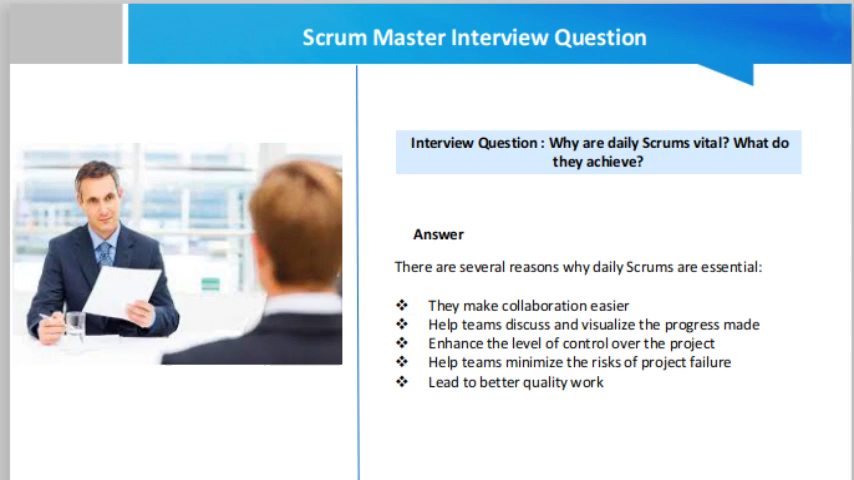 Scrum Master Interview Question
Interview Question : Why are daily Scrums vital? What do
they achieve?
Answer
There are several reasons why daily Scrums are essential:
❖ They make collaboration easier
❖ Help teams discuss and visualize the progress made
❖ Enhance the level of control over the project
❖ Help teams minimize the risks of project failure
❖ Lead to better quality work